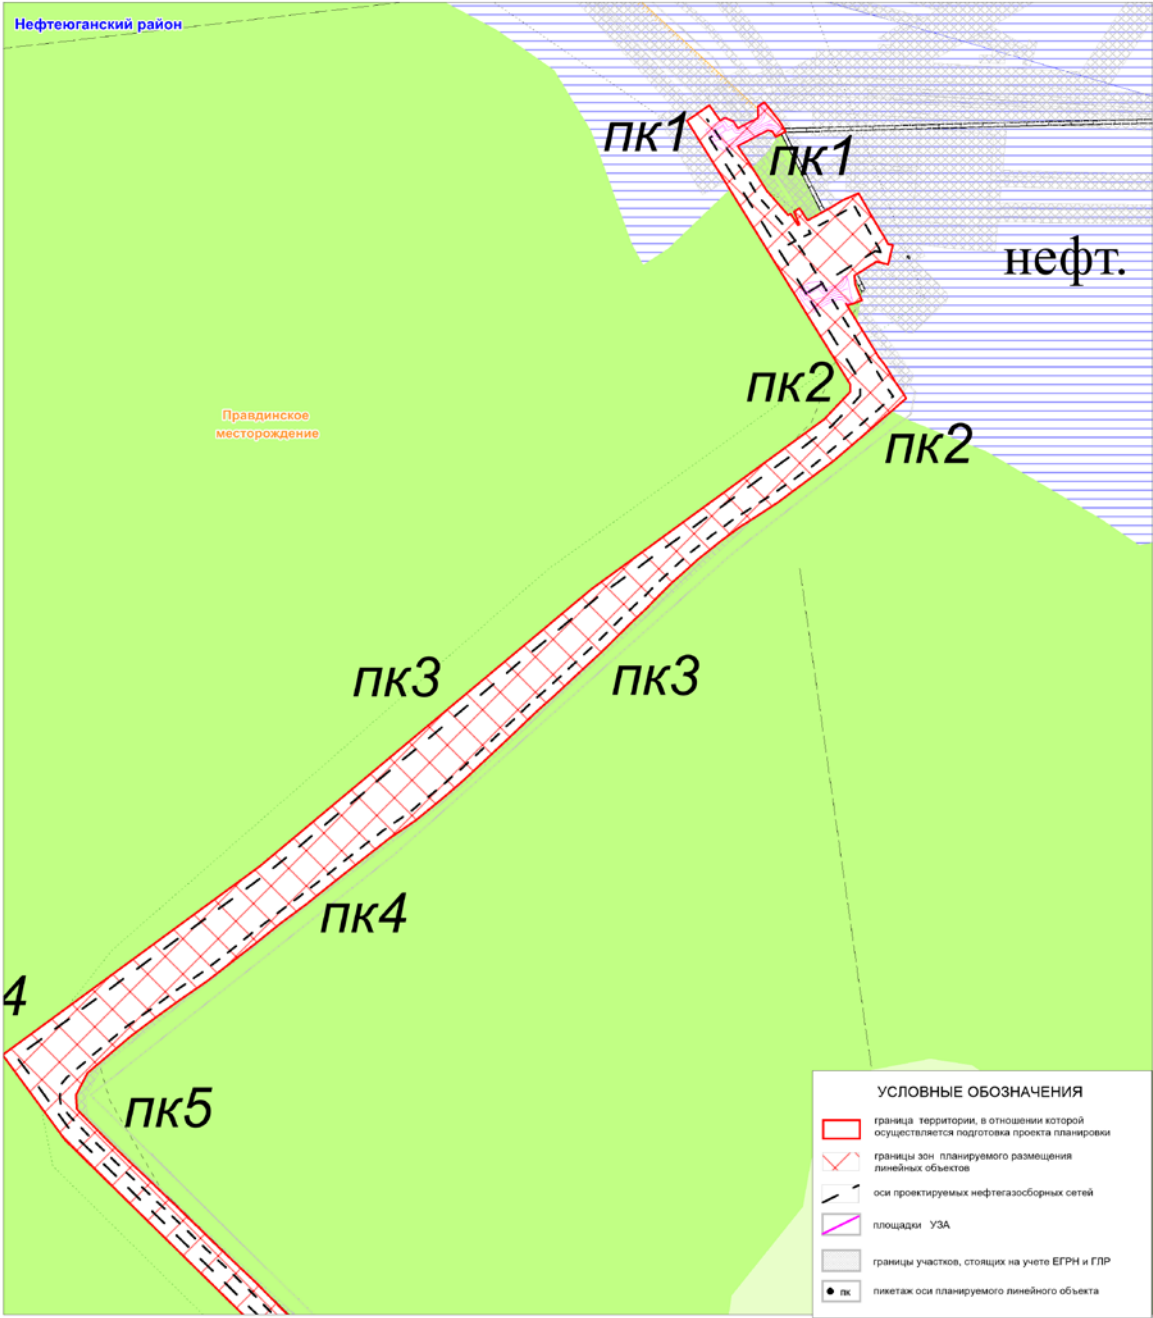 Нефтеюганский район
пк1
пк1
нефт.
пк2
Правдинское
месторождение
пк2
пк3
пк3
пк4
4
пк5
УСЛОВНЫЕ ОБОЗНАЧЕНИЯ
граница территории, в отношении которой
осуществляется подготовка проекта планировки
границы зон планируемого размещения
линейных объектов
оси проектируемых нефтегазосборных сетей
площадки УЗА
границы участков, стоящих на учете ЕГРН и ГЛР
пк
пикетаж оси планируемого линейного объекта